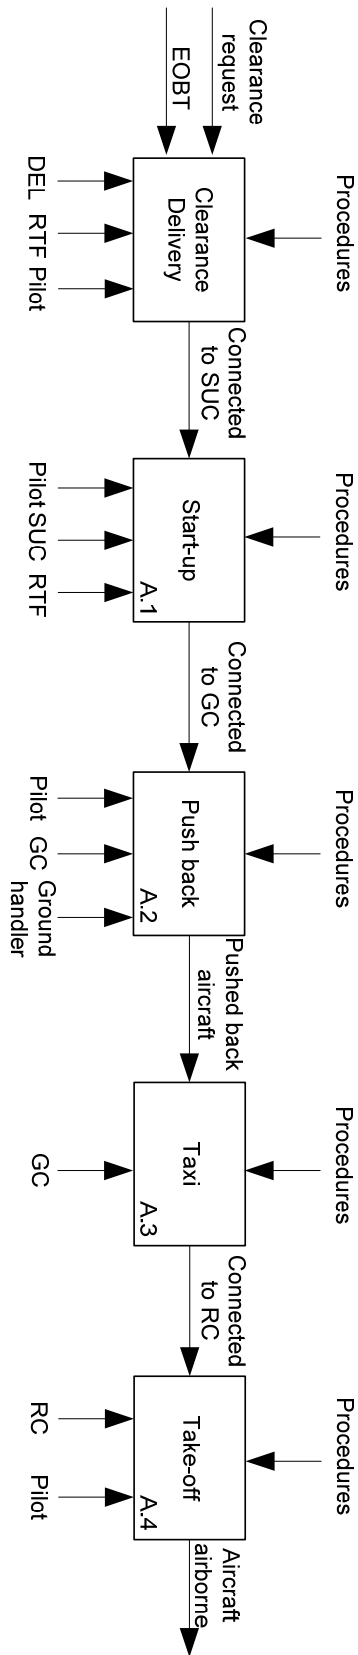 Clearance
request
EOBT
Procedures
Clearance
Delivery
DEL
RTF
Pilot
Connected
to SUC
Procedures
Start-up
A.1
Pilot
SUC
RTF
Connected
to GC
Procedures
Push back
A.2
Pilot
GC
Ground
handler
Pushed back
aircraft
Procedures
Taxi
A.3
GC
Connected
to RC
Procedures
Take-off
A.4
RC
Pilot
Aircraft
airborne